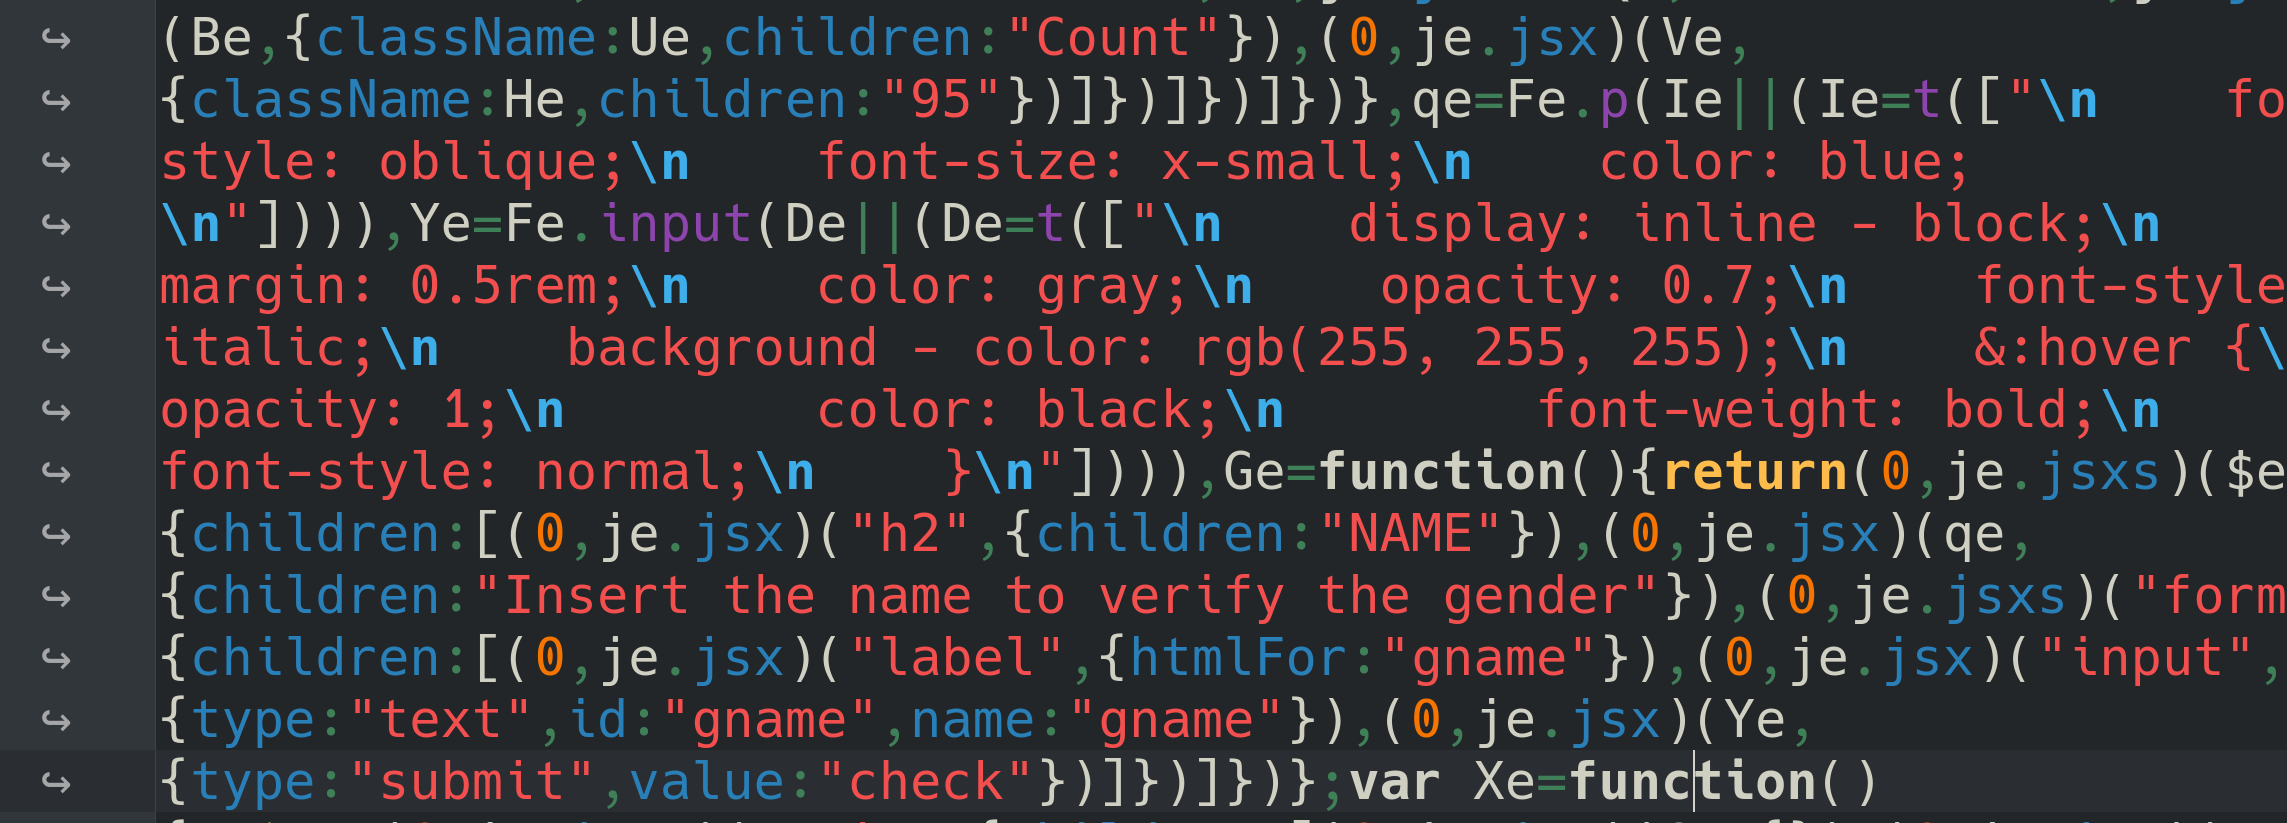 (Be,{className:Ue,children:"Count"}),(0,je.jsx)(Ve,
{className:He,children:"95"})]})]})]})},qe=Fe.p(Ie||(Ie=t(["\n    fo
style: oblique;\n    font-size: x-small;\n    color: blue;
\n"]))),Ye=Fe.input(De||(De=t(["\n    display: inline - block;\n
margin: 0.5rem;\n    color: gray;\n    opacity: 0.7;\n    font-style
italic;\n    background - color: rgb(255, 255, 255);\n    &:hover {\
opacity: 1;\n        color: black;\n        font-weight: bold;\n
font-style: normal;\n    }\n"]))),Ge=function(){return(0,je.jsxs)($e
{children:[(0,je.jsx)("h2",{children:"NAME"}),(0,je.jsx)(qe,
{children:"Insert the name to verify the gender"}),(0,je.jsxs)("form
{children:[(0,je.jsx)("label",{htmlFor:"gname"}),(0,je.jsx)("input",
{type:"text",id:"gname",name:"gname"}),(0,je.jsx)(Ye,
{type:"submit",value:"check"})]})]})};var Xe=function()